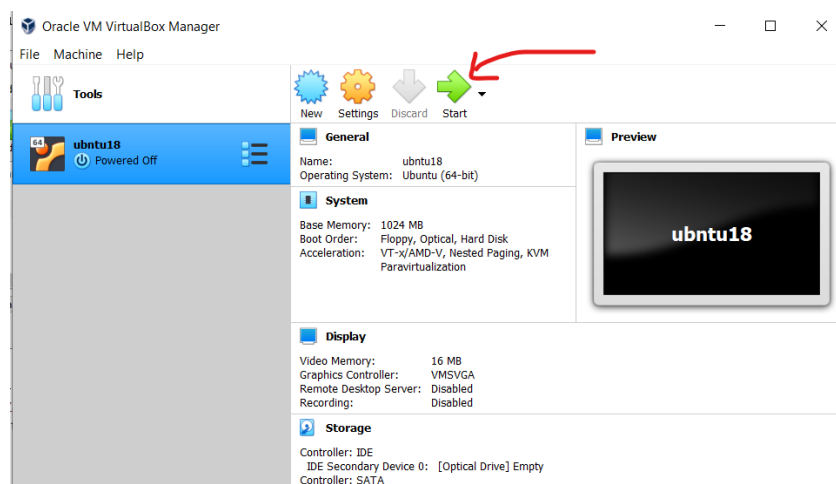 Oracle VM VirtualBox Manager
File Machine Help
Tools
New Settings Discard Start
64
ubntu18
Powered Off
General
Name: ubntu18
Operating System: Ubuntu (64-bit)
System
Base Memory: 1024 MB
Boot Order: Floppy, Optical, Hard Disk
Acceleration: VT-x/AMD-V, Nested Paging, KVM
Paravirtualization
Preview
ubntu18
Display
Video Memory: 16 MB
Graphics Controller: VMSVGA
Remote Desktop Server: Disabled
Recording: Disabled
Storage
Controller: IDE
IDE Secondary Device 0: [Optical Drive] Empty
Controller: SATA